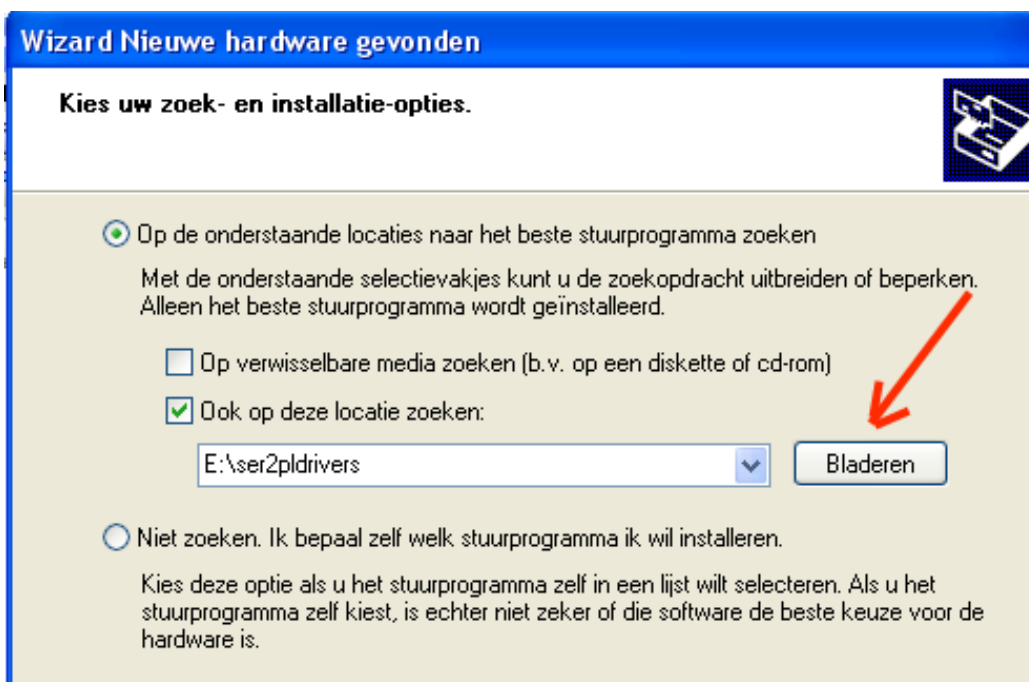 Wizard Nieuwe hardware gevonden
Kies uw zoek- en installatie-opties.
Op de onderstaande locaties naar het beste stuurprogramma zoeken
Met de onderstaande selectievakjes kunt u de zoekopdracht uitbreiden of beperken.
Alleen het beste stuurprogramma wordt geïnstalleerd.
Op verwisselbare media zoeken (b.v. op een diskette of cd-rom)
Ook op deze locatie zoeken:
E:\ser2pldrivers
Bladeren
Niet zoeken. Ik bepaal zelf welk stuurprogramma ik wil installeren.
Kies deze optie als u het stuurprogramma zelf in een lijst wilt selecteren. Als u het
stuurprogramma zelf kiest, is echter niet zeker of die software de beste keuze voor de
hardware is.